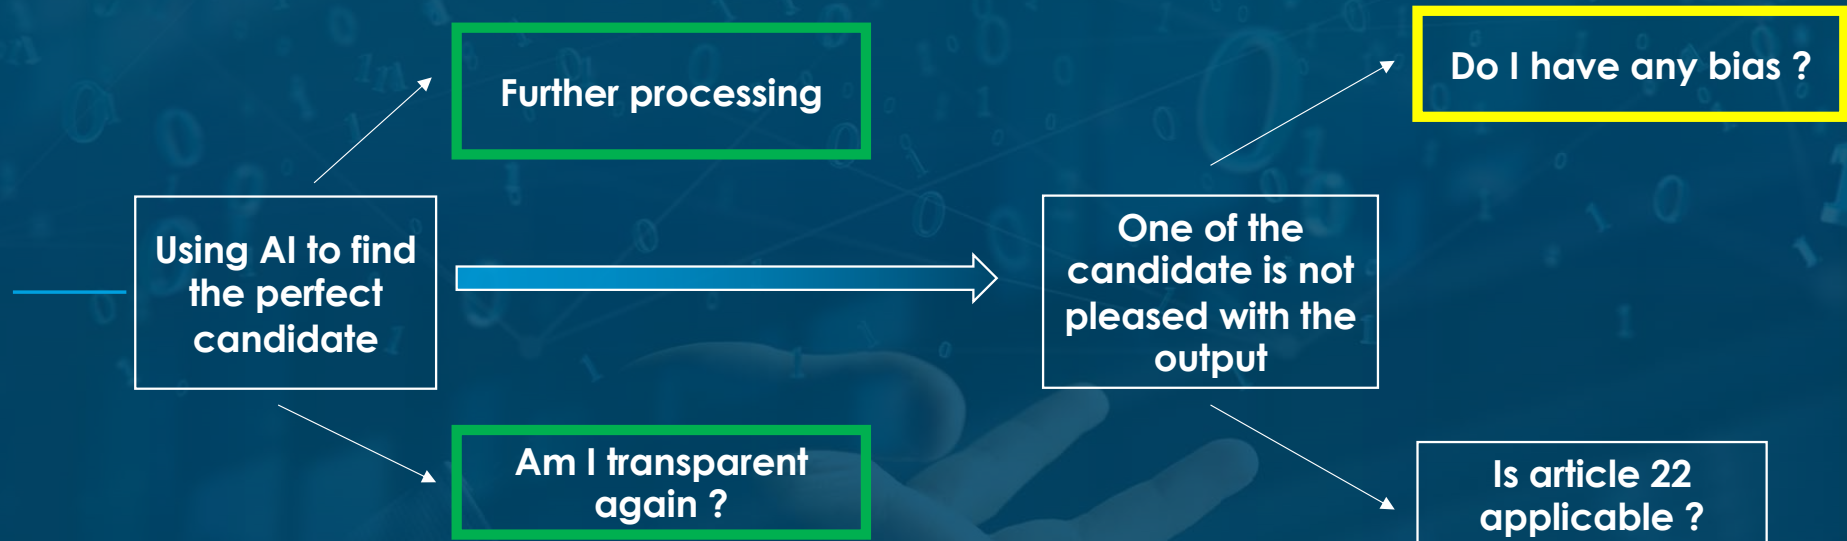 Further processing
Do I have any bias ?
Using AI to find
the perfect
candidate
One of the
candidate is not
pleased with the
output
Am I transparent
again ?
Is article 22
applicable ?